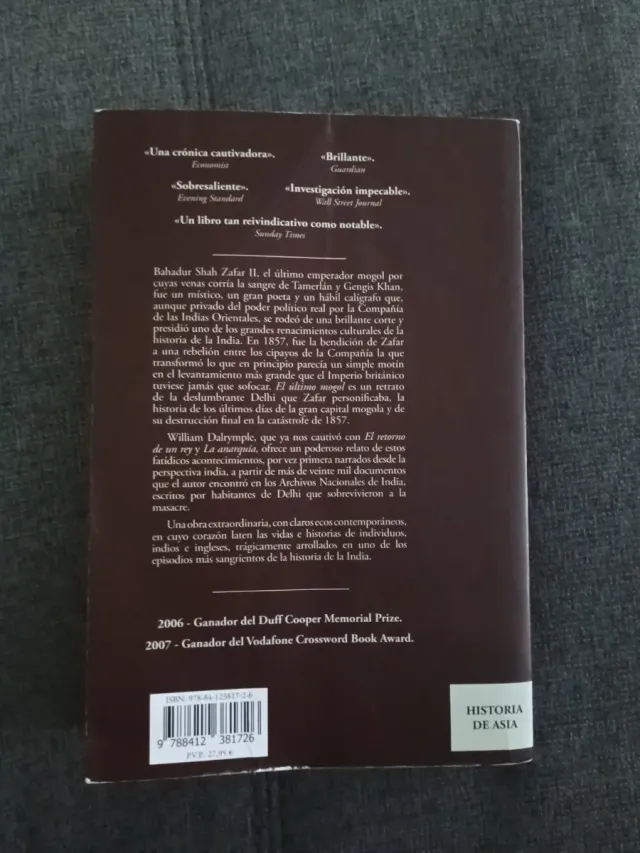 «Una crónica cautivadora». «Brillante».
Economist Guardian
«Sobresaliente». «Investigación impecable».
Evening Standard Wall Street Journal
«Un libro tan reivindicativo como notable».
Sunday Times
Bahadur Shah Zafar II, el último emperador mogol por
cuyas venas corría la sangre de Tamerlán y Gengis Khan,
fue un místico, un gran poeta y un hábil calígrafo que,
aunque privado del poder político real por la Compañía
de las Indias Orientales, se rodeó de una brillante corte y
presidió uno de los grandes renacimientos culturales de la
historia de la India. En 1857, fue la bendición de Zafar
a una rebelión entre los cipayos de la Compañía la que
transformó lo que en principio parecía un simple motín
en el levantamiento más grande que el Imperio británico
tuviese jamás que sofocar. El último mogol es un retrato
de la deslumbrante Delhi que Zafar personificaba, la
historia de los últimos días de la gran capital mogola y de
su destrucción final en la catástrofe de 1857.
William Dalrymple, que ya nos cautivó con El retorno
de un rey y La anarquía, ofrece un poderoso relato de estos
fatídicos acontecimientos, por vez primera narrados desde la
perspectiva india, a partir de más de veinte mil documentos
que el autor encontró en los Archivos Nacionales de India,
escritos por habitantes de Delhi que sobrevivieron a la
masacre.
Una obra extraordinaria, con claros ecos contemporáneos,
en cuyo corazón laten las vidas e historias de individuos,
indios e ingleses, trágicamente arrollados en uno de los
episodios más sangrientos de la historia de la India.
2006 - Ganador del Duff Cooper Memorial Prize.
2007 - Ganador del Vodafone Crossword Book Award.
ISBN: 978-84-123817-2-6
9 788412 381726
P.V.P.: 27,95 €
HISTORIA
DE ASIA